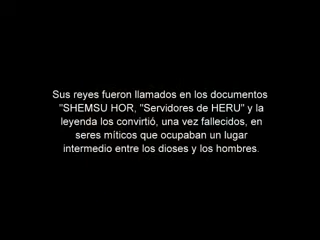 Sus reyes fueron llamados en los documentos
"SHEMSU HOR, "Servidores de HERU" y la
leyenda los convirtió, una vez fallecidos, en
seres míticos que ocupaban un lugar
intermedio entre los dioses y los hombres.